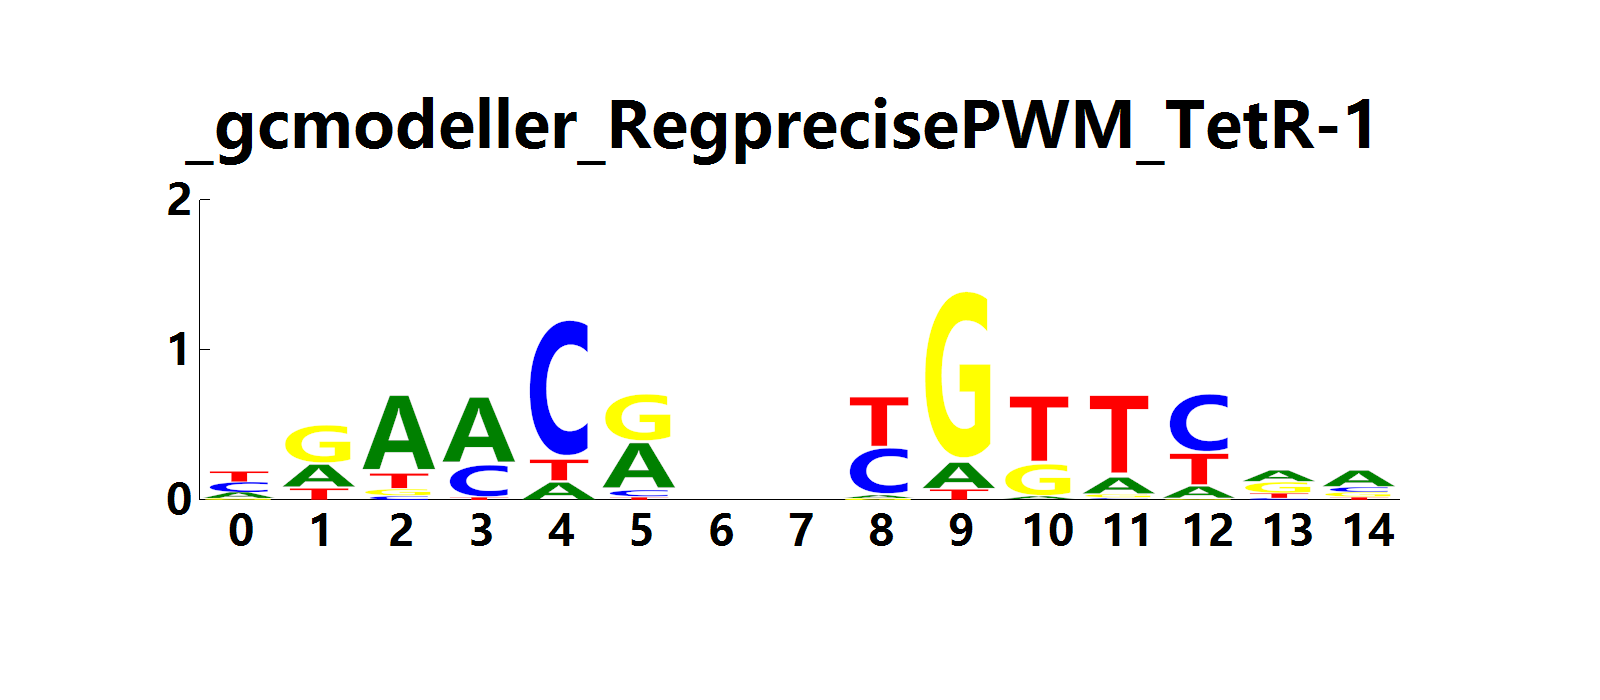 _gcmodeller_RegprecisePWM_TetR-1
2
1
0
T G A A C G T G T T C A A
C A T C T A C A G A T G C
A T G T A C A T A T A C G
C T T
0 1 2 3 4 5 6 7 8 9 10 11 12 13 14